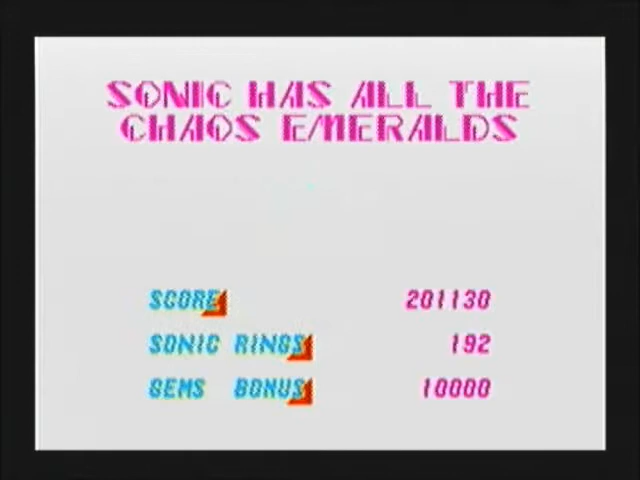 SONIC HAS ALL THE
CHAOS EMERALDS
SCORE 201130
SONIC RINGS 192
GEMS BONUS 10000